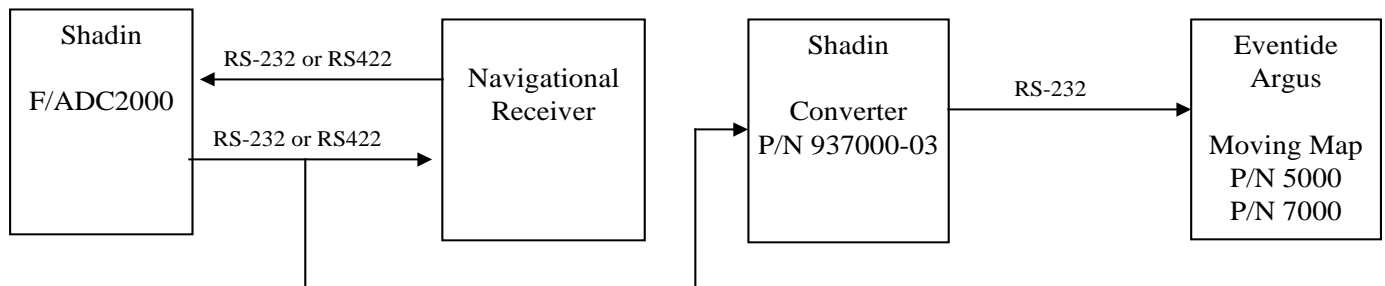 Shadin
F/ADC2000
RS-232 or RS422
RS-232 or RS422
Navigational
Receiver
Shadin
Converter
P/N 937000-03
RS-232
Eventide
Argus
Moving Map
P/N 5000
P/N 7000